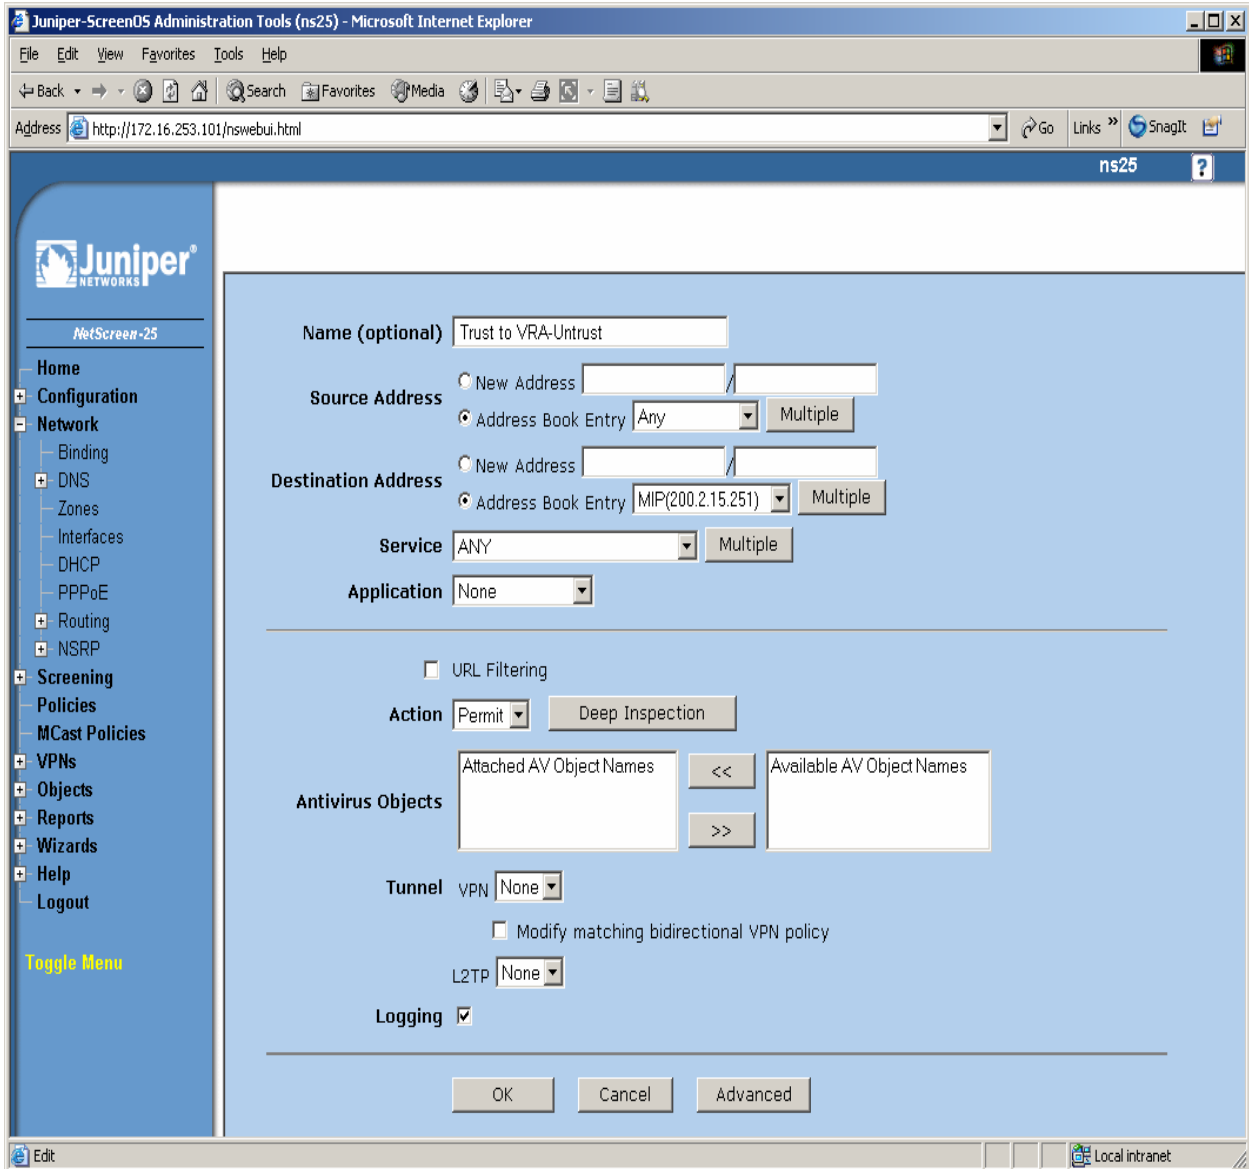 Juniper-ScreenOS Administration Tools (ns25) - Microsoft Internet Explorer
File Edit View Favorites Tools Help
Back Search Favorites Media
Address http://172.16.253.101/nswebui.html Go Links » SnagIt
ns25 ?
Juniper®
NETWORKS
NetScreen-25
Home
Configuration
Network
Binding
DNS
Zones
Interfaces
DHCP
PPPoE
Routing
NSRP
Screening
Policies
MCast Policies
VPNs
Objects
Reports
Wizards
Help
Logout
Toggle Menu
Name (optional) Trust to VRA-Untrust
Source Address
New Address /
Address Book Entry Any Multiple
Destination Address
New Address /
Address Book Entry MIP(200.2.15.251) Multiple
Service ANY Multiple
Application None
URL Filtering
Action Permit Deep Inspection
Antivirus Objects
Attached AV Object Names << Available AV Object Names
>>
Tunnel VPN None
Modify matching bidirectional VPN policy
L2TP None
Logging
OK Cancel Advanced
Edit Local intranet